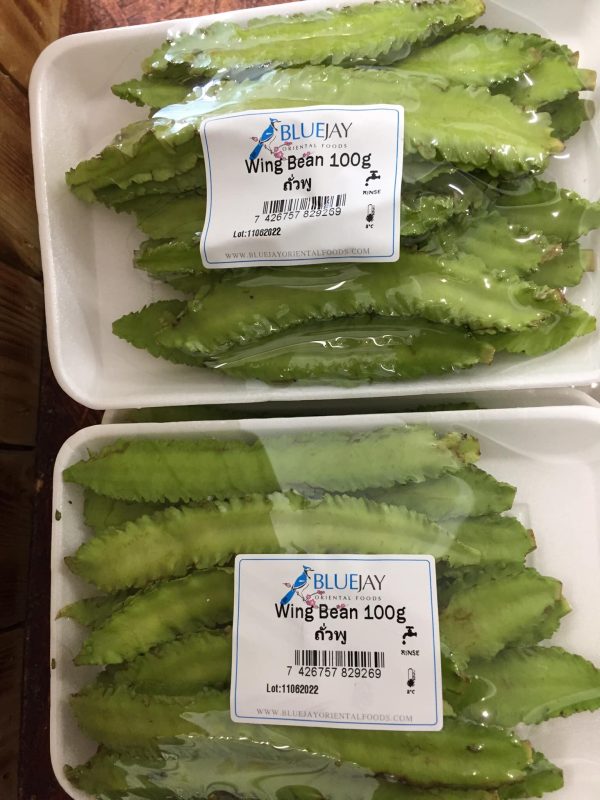 BLUEJAY
ORIENTAL FOODS
Wing Bean 100g
ถั่วพู
RINSE
7 426757 829269
8°C
Lot:11062022
WWW.BLUEJAYORIENTALFOODS.COM
BLUEJAY
ORIENTAL FOODS
Wing Bean 100g
ถั่วพู
RINSE
7 426757 829269
8°C
Lot:11062022
WWW.BLUEJAYORIENTALFOODS.COM